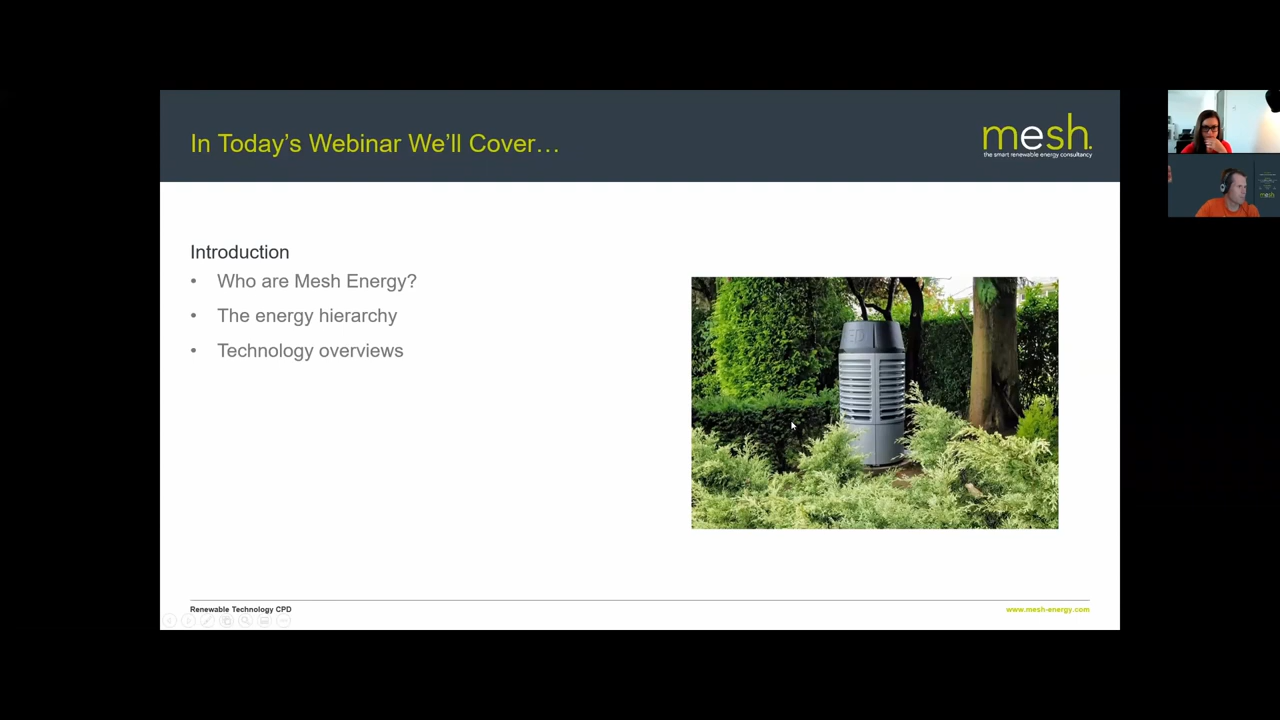 In Today's Webinar We'll Cover…
mesh.
the smart renewable energy consultancy
Introduction
• Who are Mesh Energy?
• The energy hierarchy
• Technology overviews
Renewable Technology CPD
www.mesh-energy.com
mesh